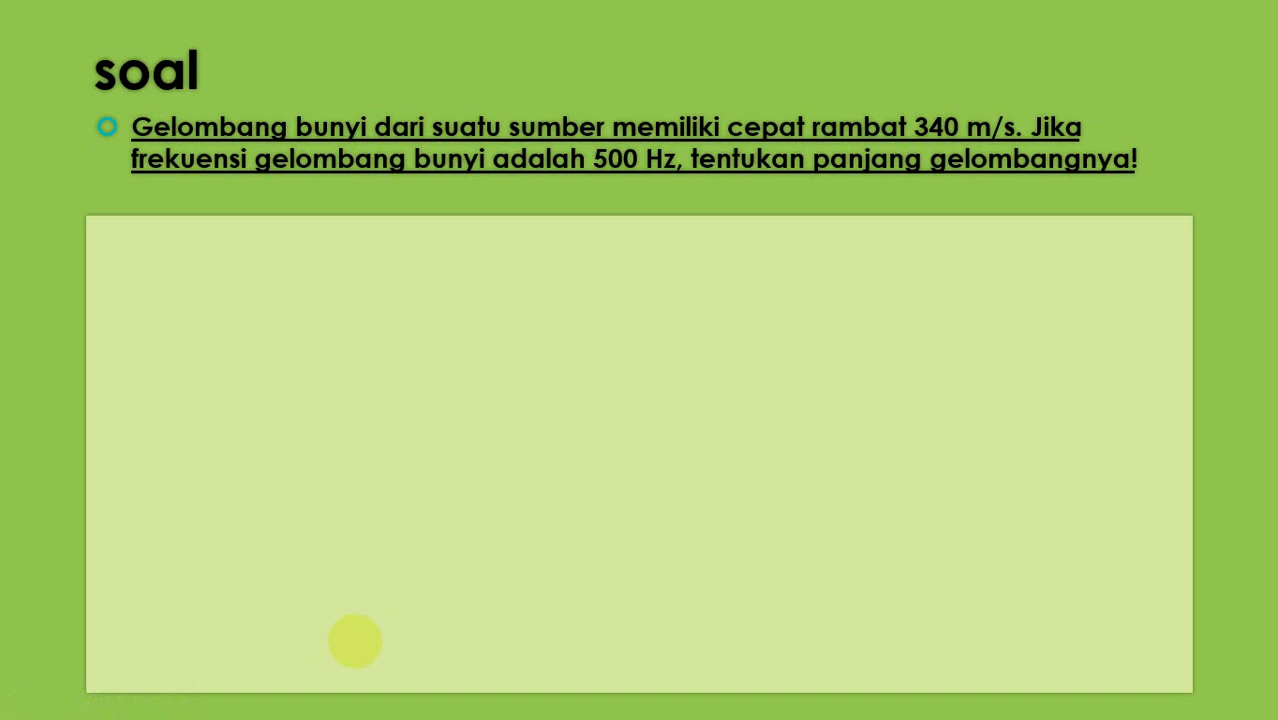 soal
Gelombang bunyi dari suatu sumber memiliki cepat rambat 340 m/s. Jika
frekuensi gelombang bunyi adalah 500 Hz, tentukan panjang gelombangnya!